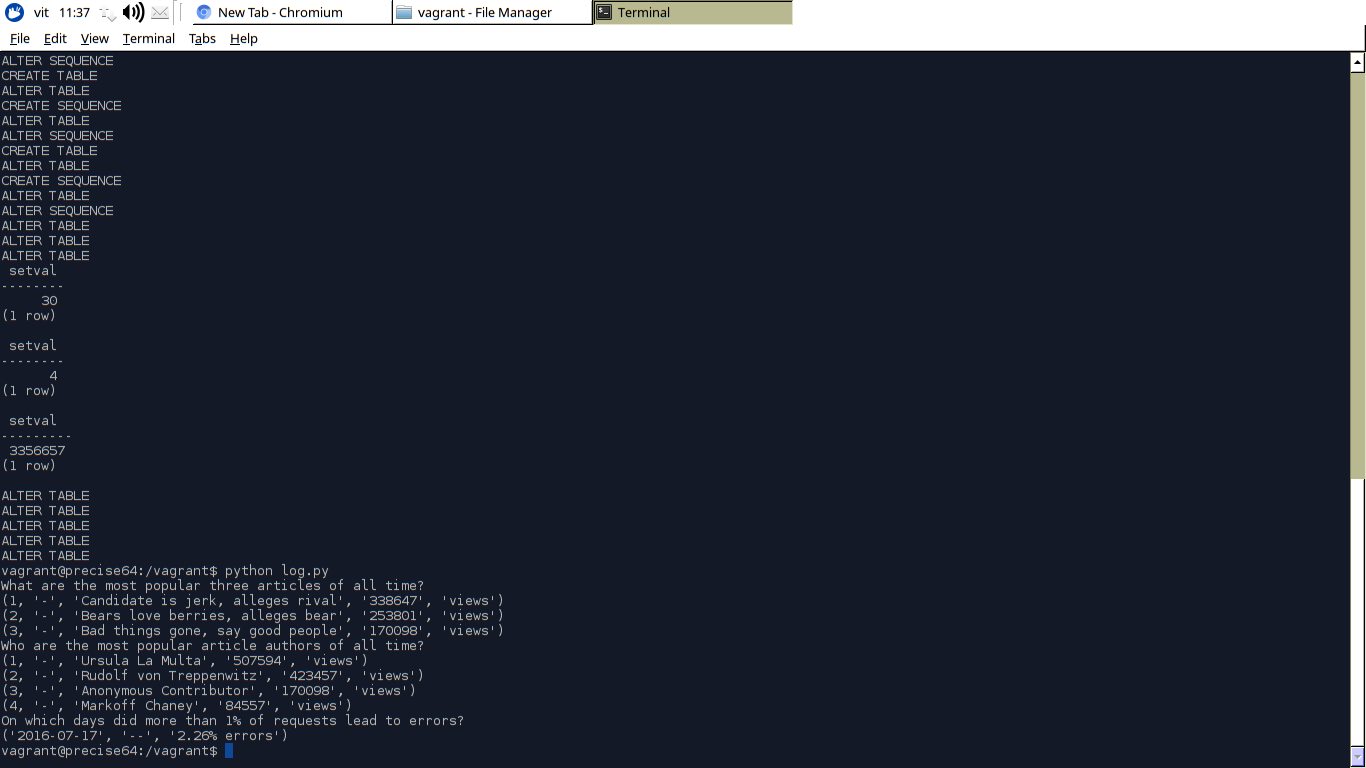 vit 11:37 New Tab - Chromium vagrant - File Manager Terminal
File Edit View Terminal Tabs Help
ALTER SEQUENCE
CREATE TABLE
ALTER TABLE
CREATE SEQUENCE
ALTER TABLE
ALTER SEQUENCE
CREATE TABLE
ALTER TABLE
CREATE SEQUENCE
ALTER TABLE
ALTER SEQUENCE
ALTER TABLE
ALTER TABLE
ALTER TABLE
setval
--------
30
(1 row)
setval
--------
4
(1 row)
setval
---------
3356657
(1 row)
ALTER TABLE
ALTER TABLE
ALTER TABLE
ALTER TABLE
ALTER TABLE
vagrant@precise64:/vagrant$ python log.py
What are the most popular three articles of all time?
(1, '-', 'Candidate is jerk, alleges rival', '338647', 'views')
(2, '-', 'Bears love berries, alleges bear', '253801', 'views')
(3, '-', 'Bad things gone, say good people', '170098', 'views')
Who are the most popular article authors of all time?
(1, '-', 'Ursula La Multa', '507594', 'views')
(2, '-', 'Rudolf von Treppenwitz', '423457', 'views')
(3, '-', 'Anonymous Contributor', '170098', 'views')
(4, '-', 'Markoff Chaney', '84557', 'views')
On which days did more than 1% of requests lead to errors?
('2016-07-17', '--', '2.26% errors')
vagrant@precise64:/vagrant$